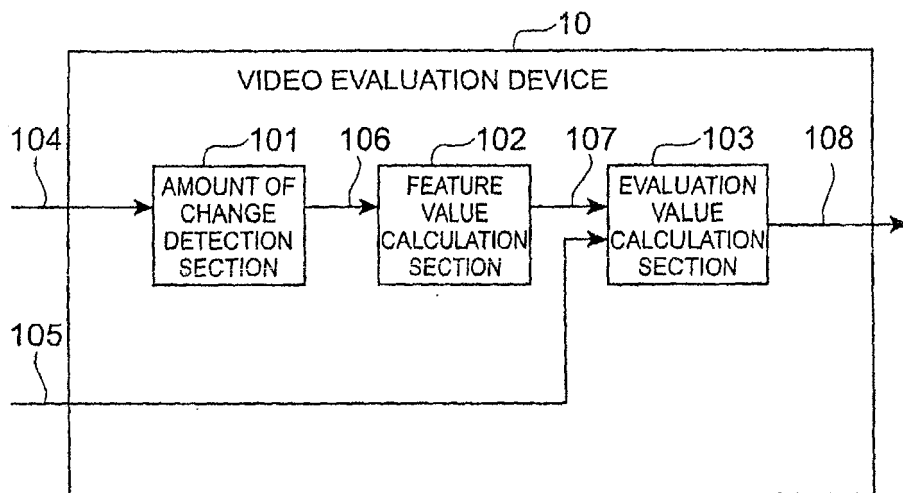 10
VIDEO EVALUATION DEVICE
104
101
106
102
107
103
108
AMOUNT OF
CHANGE
DETECTION
SECTION
FEATURE
VALUE
CALCULATION
SECTION
EVALUATION
VALUE
CALCULATION
SECTION
105